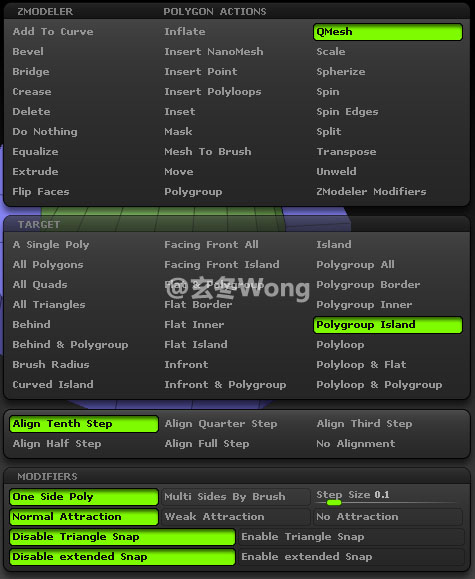 ZMODELER POLYGON ACTIONS
Add To Curve Inflate QMesh
Bevel Insert NanoMesh Scale
Bridge Insert Point Spherize
Crease Insert Polyloops Spin
Delete Inset Spin Edges
Do Nothing Mask Split
Equalize Mesh To Brush Transpose
Extrude Move Unweld
Flip Faces Polygroup ZModeler Modifiers
TARGET
A Single Poly Facing Front All Island
All Polygons Facing Front Island Polygroup All
All Quads Flat & Polygroup Polygroup Border
@玄冬Wong
All Triangles Flat Border Polygroup Inner
Behind Flat Inner Polygroup Island
Behind & Polygroup Flat Island Polyloop
Brush Radius Infront Polyloop & Flat
Curved Island Infront & Polygroup Polyloop & Polygroup
Align Tenth Step Align Quarter Step Align Third Step
Align Half Step Align Full Step No Alignment
MODIFIERS
One Side Poly Multi Sides By Brush Step Size 0.1
Normal Attraction Weak Attraction No Attraction
Disable Triangle Snap Enable Triangle Snap
Disable extended Snap Enable extended Snap